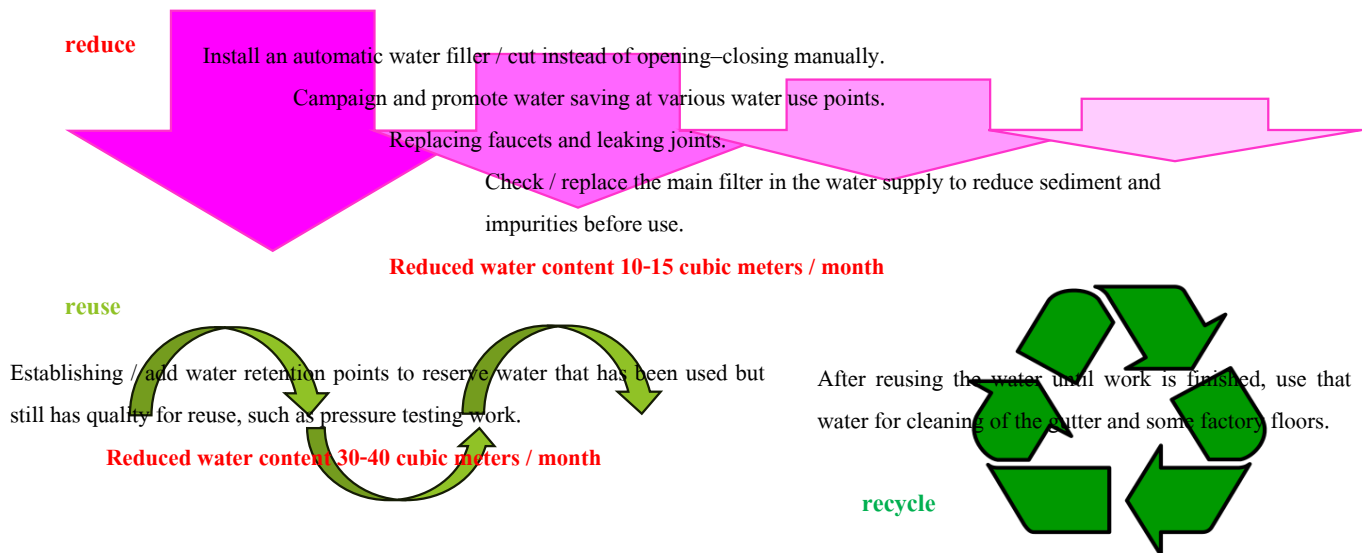 reduce
Install an automatic water filler / cut instead of opening–closing manually.
Campaign and promote water saving at various water use points.
Replacing faucets and leaking joints.
Check / replace the main filter in the water supply to reduce sediment and
impurities before use.
Reduced water content 10-15 cubic meters / month
reuse
Establishing / add water retention points to reserve water that has been used but
still has quality for reuse, such as pressure testing work.
Reduced water content 30-40 cubic meters / month
After reusing the water until work is finished, use that
water for cleaning of the gutter and some factory floors.
recycle